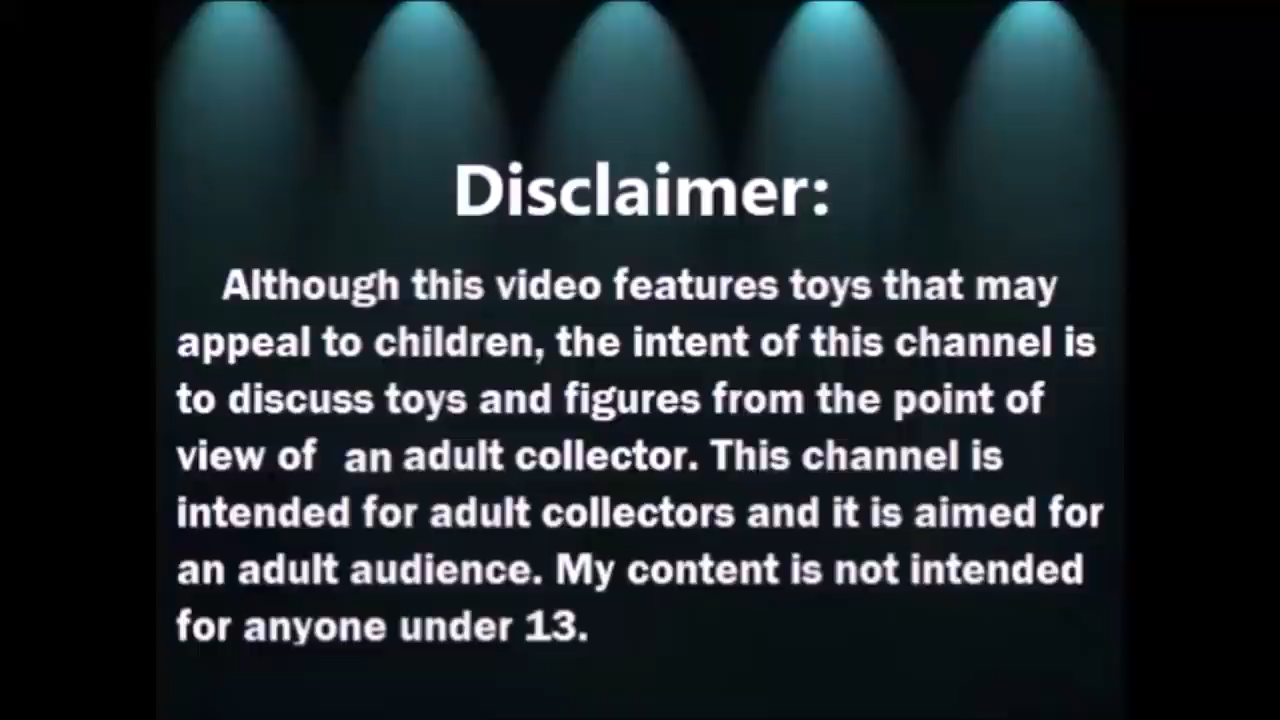 Disclaimer:
Although this video features toys that may
appeal to children, the intent of this channel is
to discuss toys and figures from the point of
view of an adult collector. This channel is
intended for adult collectors and it is aimed for
an adult audience. My content is not intended
for anyone under 13.